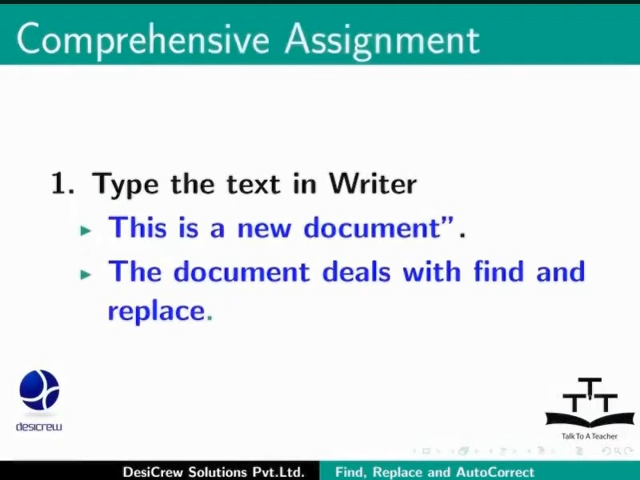 Comprehensive Assignment
1. Type the text in Writer
This is a new document”.
The document deals with find and
replace.
desicrew
TTT
Talk To A Teacher
DesiCrew Solutions Pvt.Ltd. Find, Replace and AutoCorrect